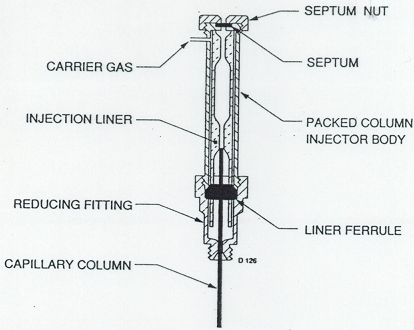 SEPTUM NUT
CARRIER GAS
SEPTUM
INJECTION LINER
PACKED COLUMN
INJECTOR BODY
REDUCING FITTING
LINER FERRULE
D 126
CAPILLARY COLUMN